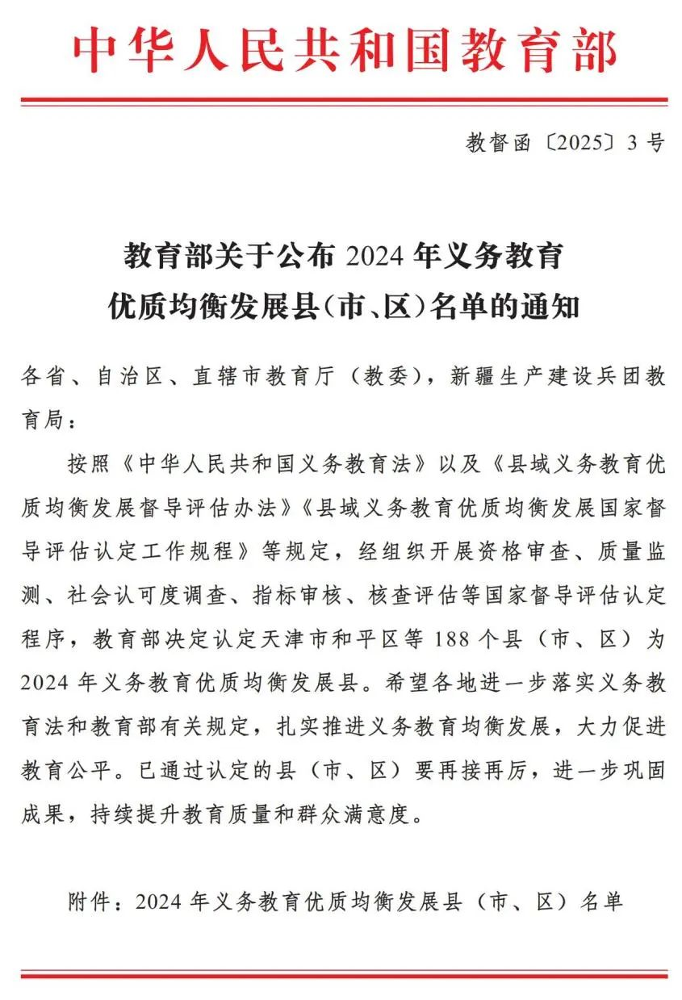 中华人民共和国教育部
教督函〔2025〕3 号
教育部关于公布 2024 年义务教育
优质均衡发展县（市、区）名单的通知
各省、自治区、直辖市教育厅（教委），新疆生产建设兵团教
育局：
按照《中华人民共和国义务教育法》以及《县域义务教育优
质均衡发展督导评估办法》《县域义务教育优质均衡发展国家督
导评估认定工作规程》等规定，经组织开展资格审查、质量监
测、社会认可度调查、指标审核、核查评估等国家督导评估认定
程序，教育部决定认定天津市和平区等 188 个县（市、区）为
2024 年义务教育优质均衡发展县。希望各地进一步落实义务教
育法和教育部有关规定，扎实推进义务教育均衡发展，大力促进
教育公平。已通过认定的县（市、区）要再接再厉，进一步巩固
成果，持续提升教育质量和群众满意度。
附件：2024 年义务教育优质均衡发展县（市、区）名单